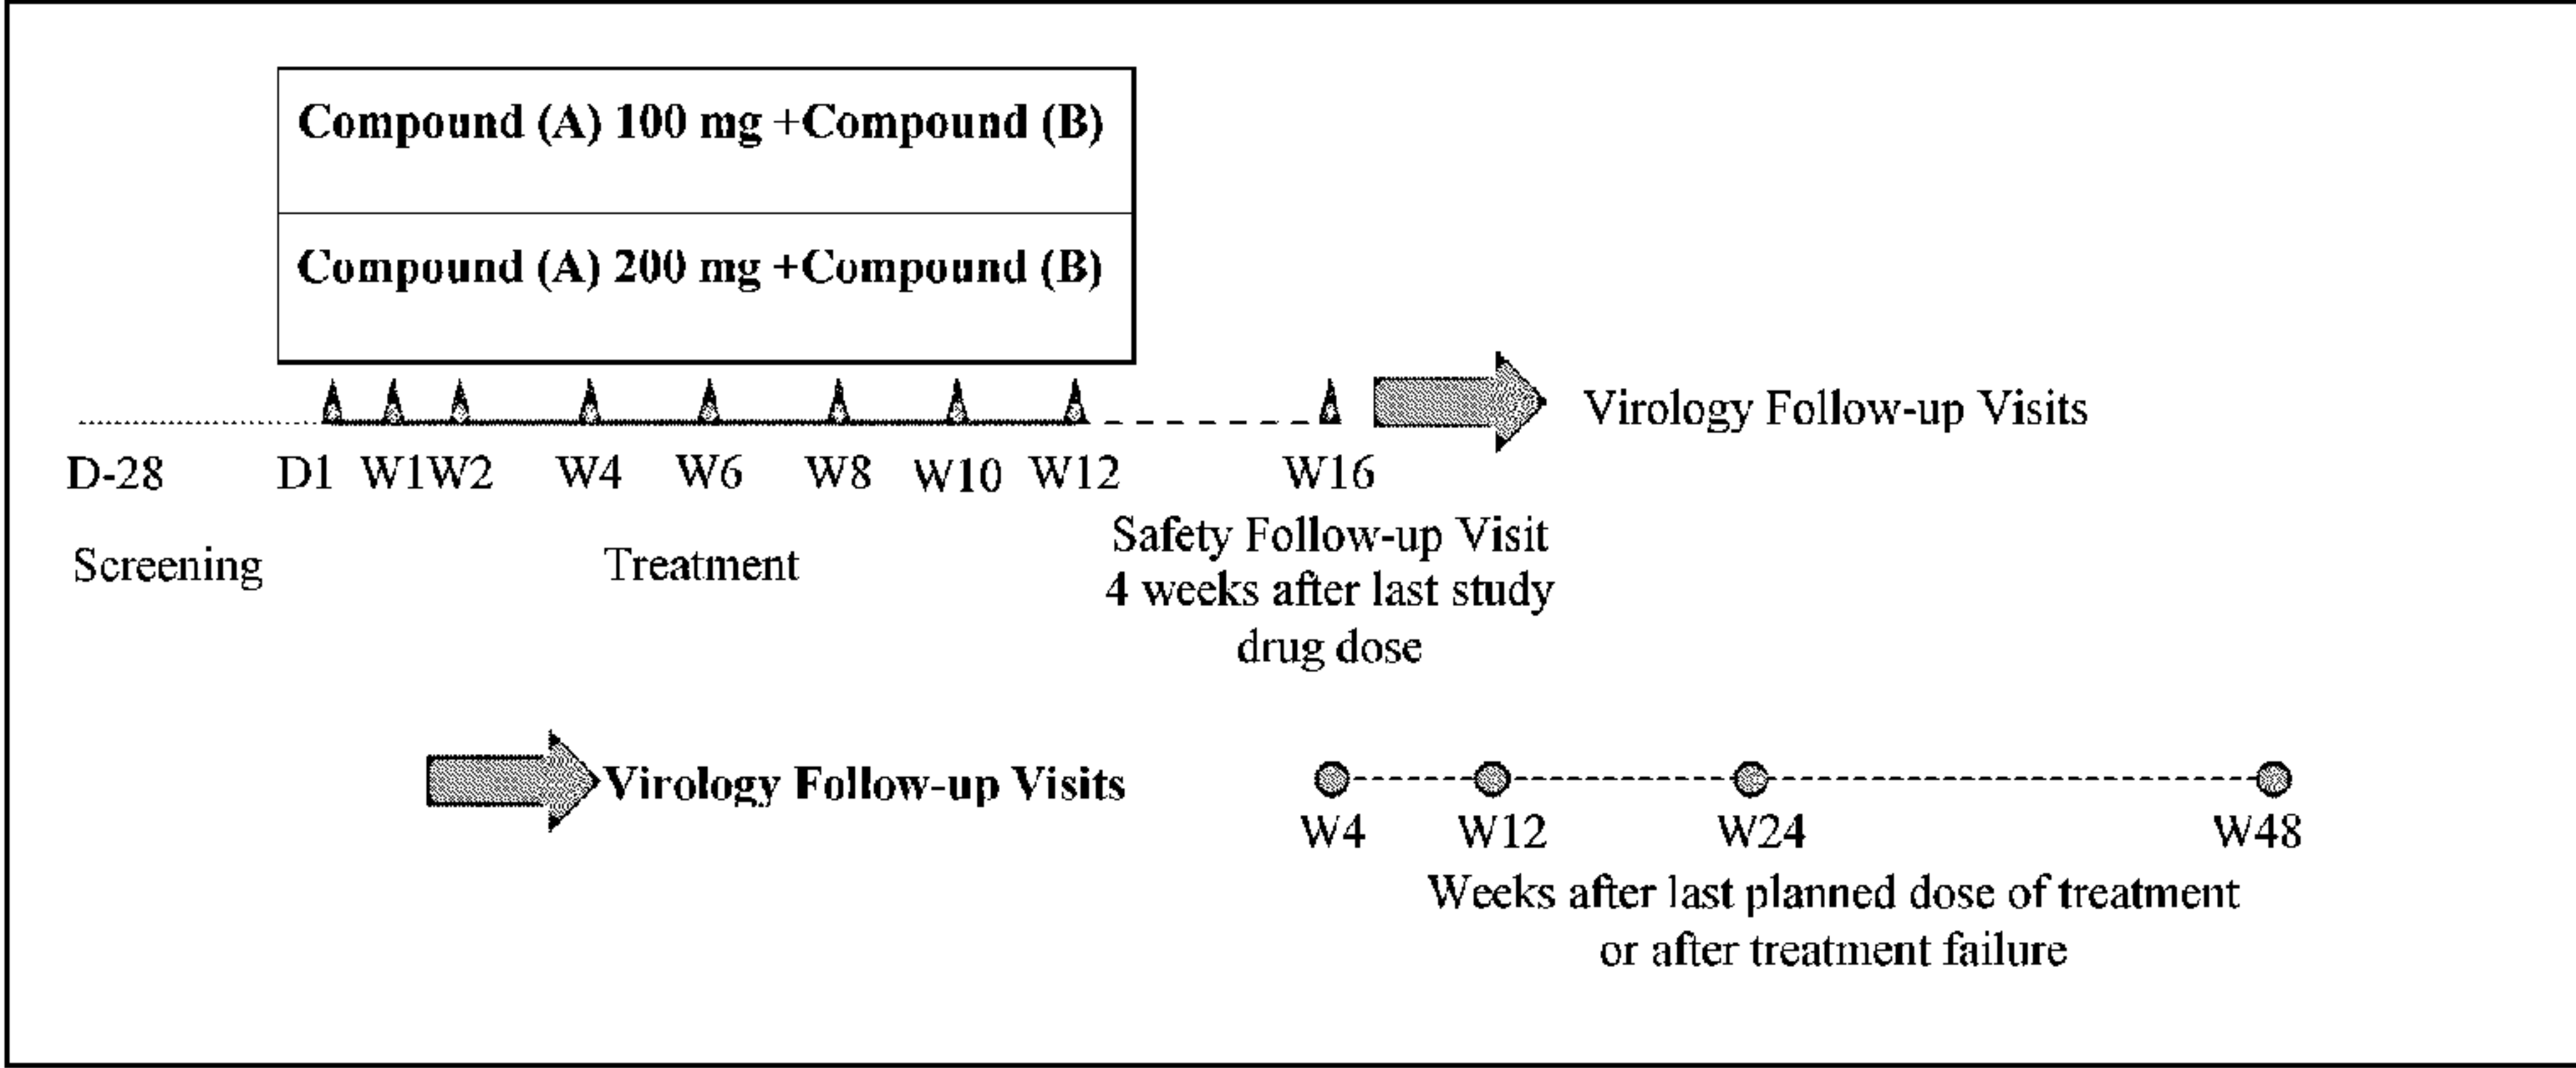 Compound (A) 100 mg +Compound (B)
Compound (A) 200 mg +Compound (B)
Virology Follow-up Visits
D-28 D1 W1 W2 W4 W6 W8 W10 W12 W16
Screening
Treatment
Safety Follow-up Visit
4 weeks after last study
drug dose
Virology Follow-up Visits
W4 W12 W24 W48
Weeks after last planned dose of treatment
or after treatment failure